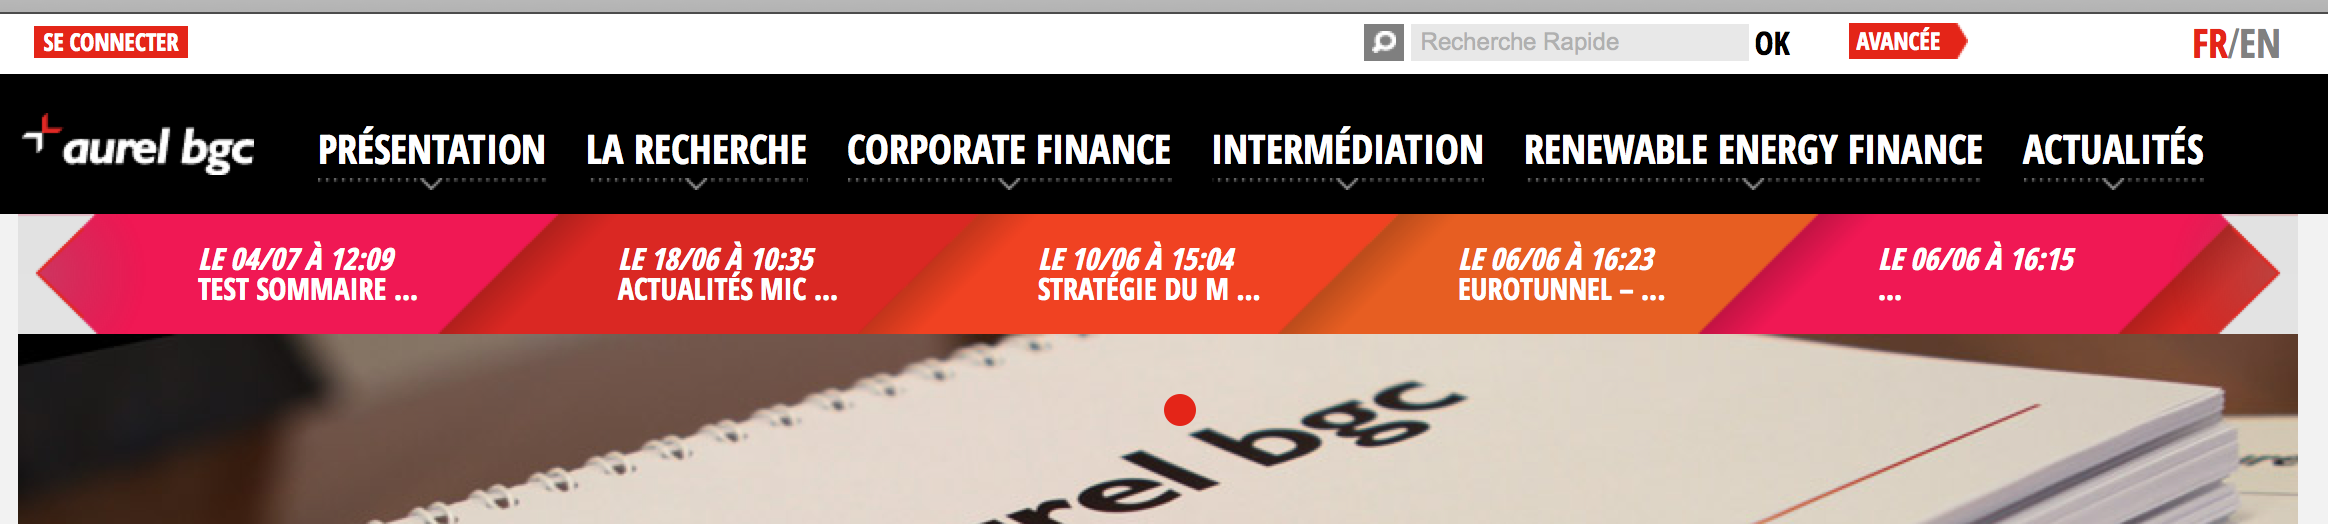 SE CONNECTER
Recherche Rapide OK AVANCÉE FR/EN
aurel bgc PRÉSENTATION LA RECHERCHE CORPORATE FINANCE INTERMÉDIATION RENEWABLE ENERGY FINANCE ACTUALITÉS
LE 04/07 À 12:09
TEST SOMMAIRE ...
LE 18/06 À 10:35
ACTUALITÉS MIC ...
LE 10/06 À 15:04
STRATÉGIE DU M ...
LE 06/06 À 16:23
EUROTUNNEL – ...
LE 06/06 À 16:15
...
urel bgc